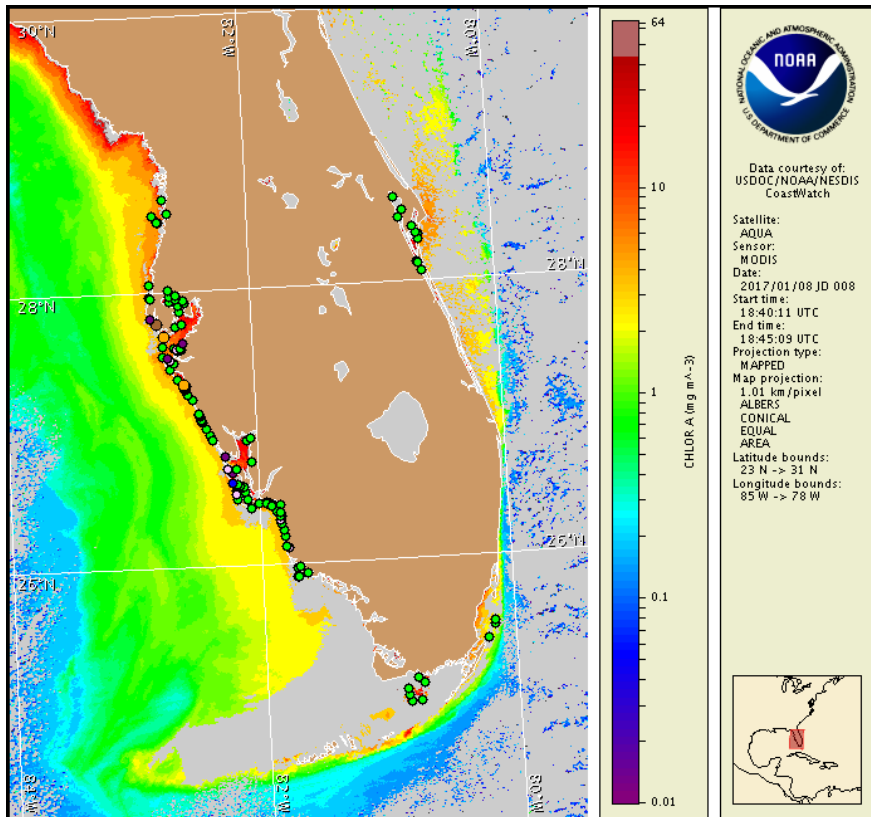 30°N
82°W
80°W
28°N
28°N
26°N
26°N
84°W
82°W
80°W
64
10
1
0.1
0.01
CHLOR A (mg m^-3)
NATIONAL OCEANIC AND ATMOSPHERIC ADMINISTRATION
NOAA
U.S. DEPARTMENT OF COMMERCE
Data courtesy of:
USDOC/NOAA/NESDIS
CoastWatch
Satellite:
AQUA
Sensor:
MODIS
Date:
2017/01/08 JD 008
Start time:
18:40:11 UTC
End time:
18:45:09 UTC
Projection type:
MAPPED
Map projection:
1.01 km/pixel
ALBERS
CONICAL
EQUAL
AREA
Latitude bounds:
23 N -> 31 N
Longitude bounds:
85 W -> 78 W